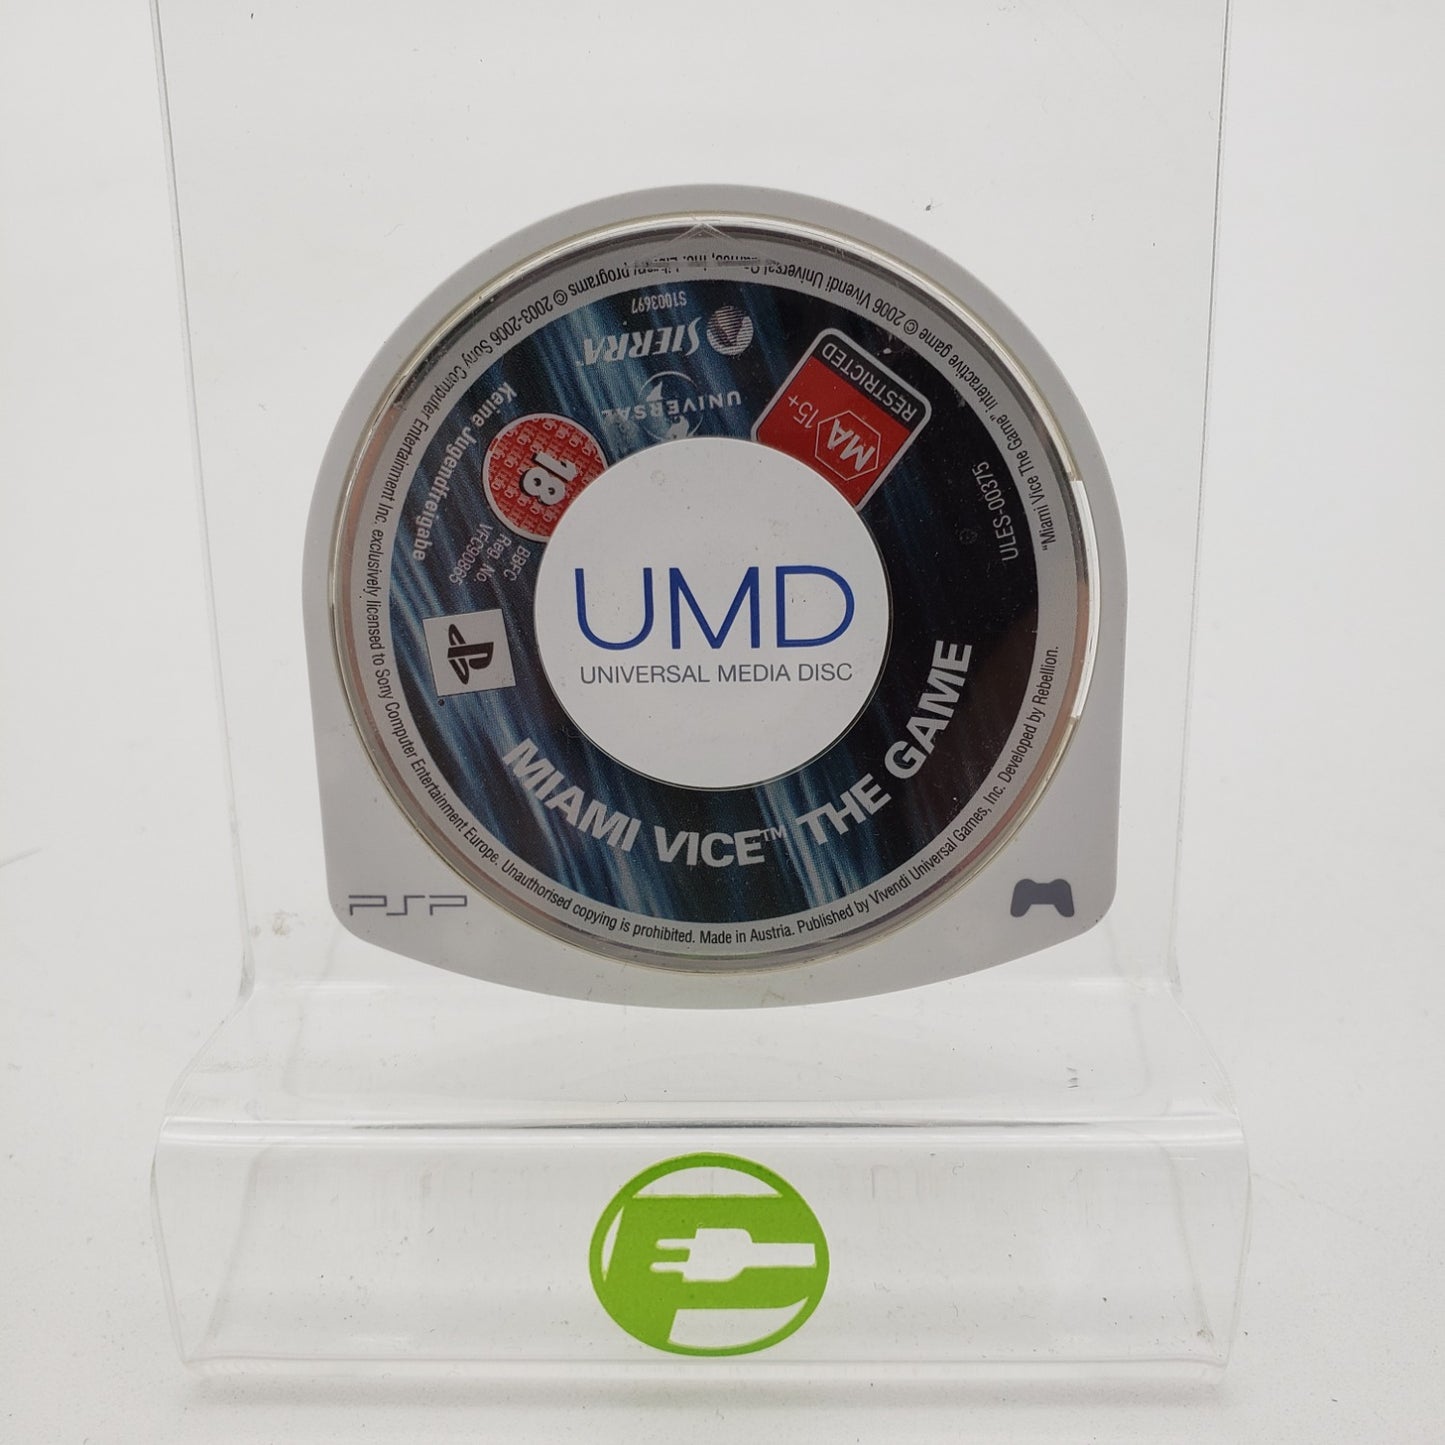 UMD
UNIVERSAL MEDIA DISC
MIAMI VICE™ THE GAME
SIERRA
S1003697
UNIVERSAL
RESTRICTED
MA 15+
18
Keine Jugendfreigabe
BBFC
Reg. No.
VFC90865
ULES-00375
"Miami Vice The Game" interactive game © 2006 Vivendi Universal
Library programs © 2003-2006 Sony Computer Entertainment Inc. exclusively licensed to Sony Computer Entertainment Europe. Unauthorised copying is prohibited. Made in Austria. Published by Vivendi Universal Games, Inc. Developed by Rebellion.
PSP